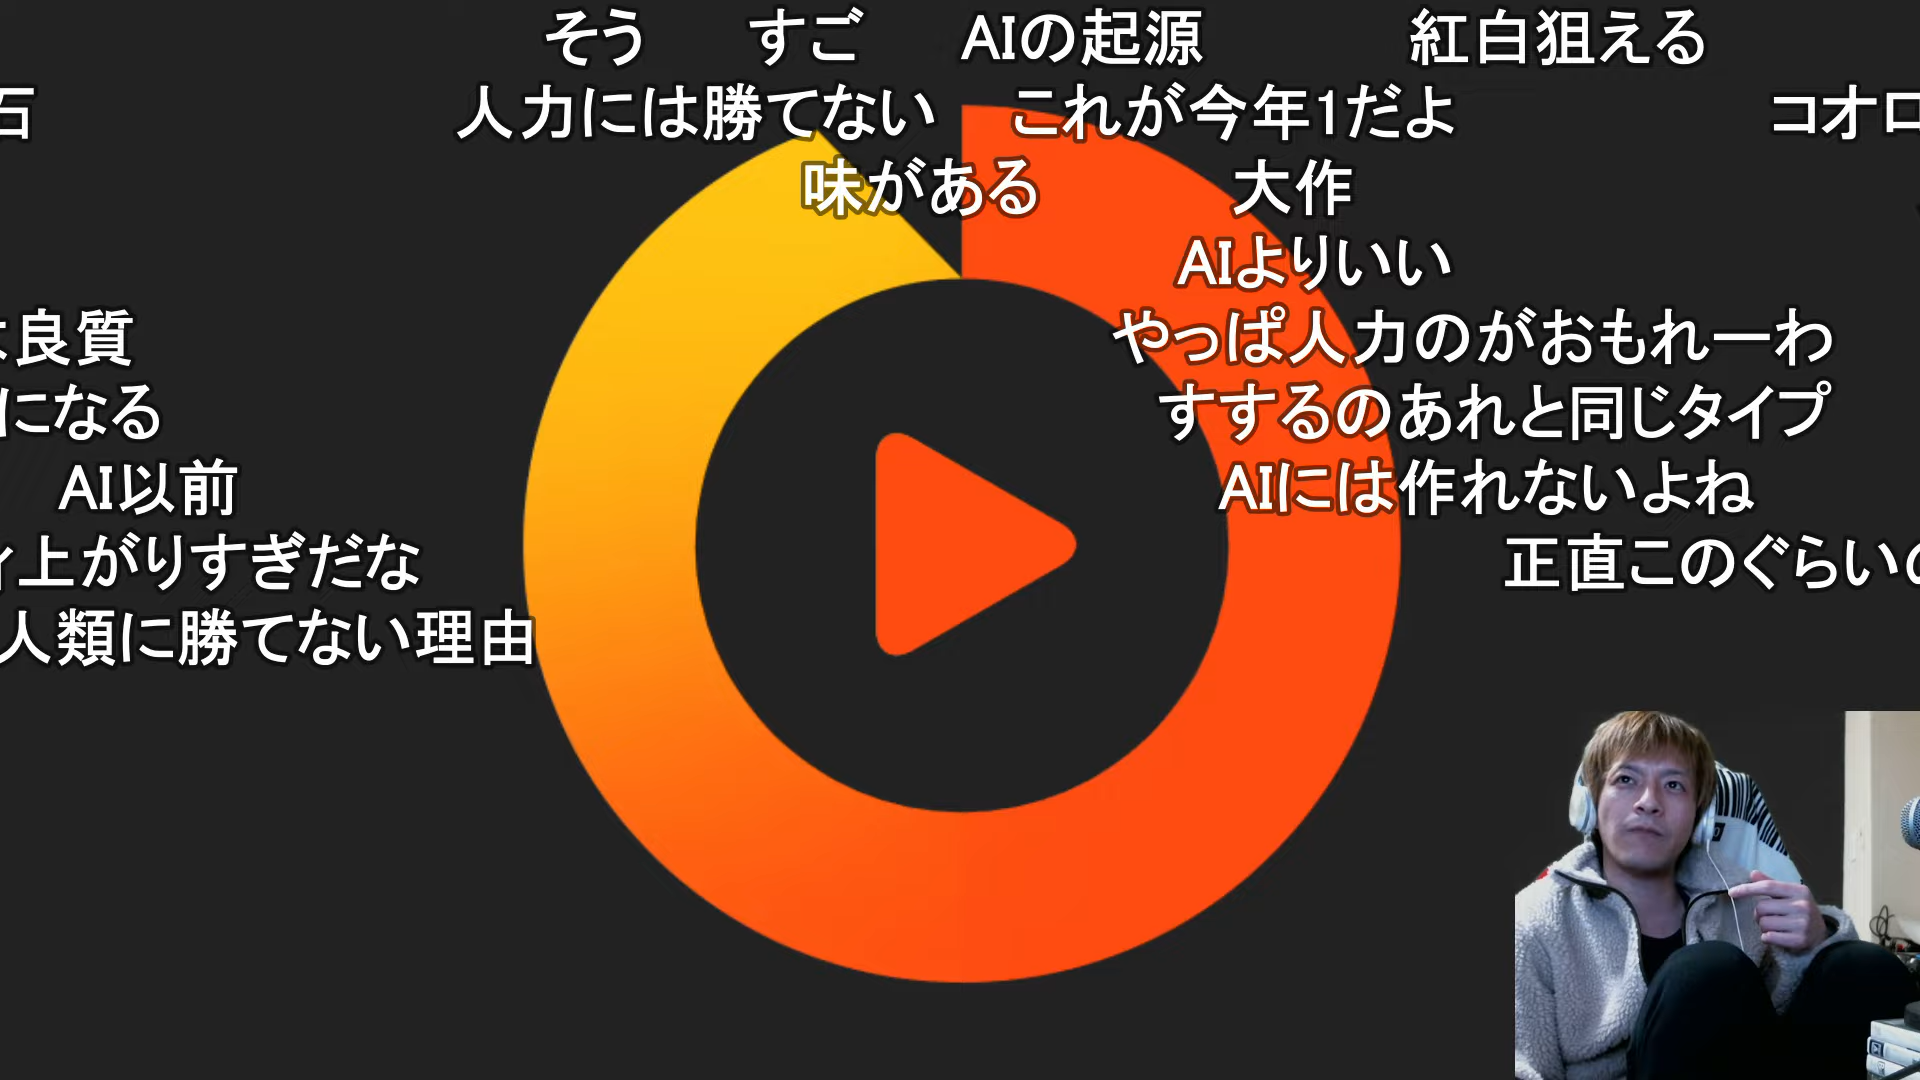 そう すご AIの起源 紅白狙える
石 人力には勝てない これが今年1だよ コオロ
味がある 大作
AIよりいい
良質 やっぱ人力のがおもれーわ
になる すするのあれと同じタイプ
AI以前 AIには作れないよね
上がりすぎだな 正直このぐらいの
人類に勝てない理由